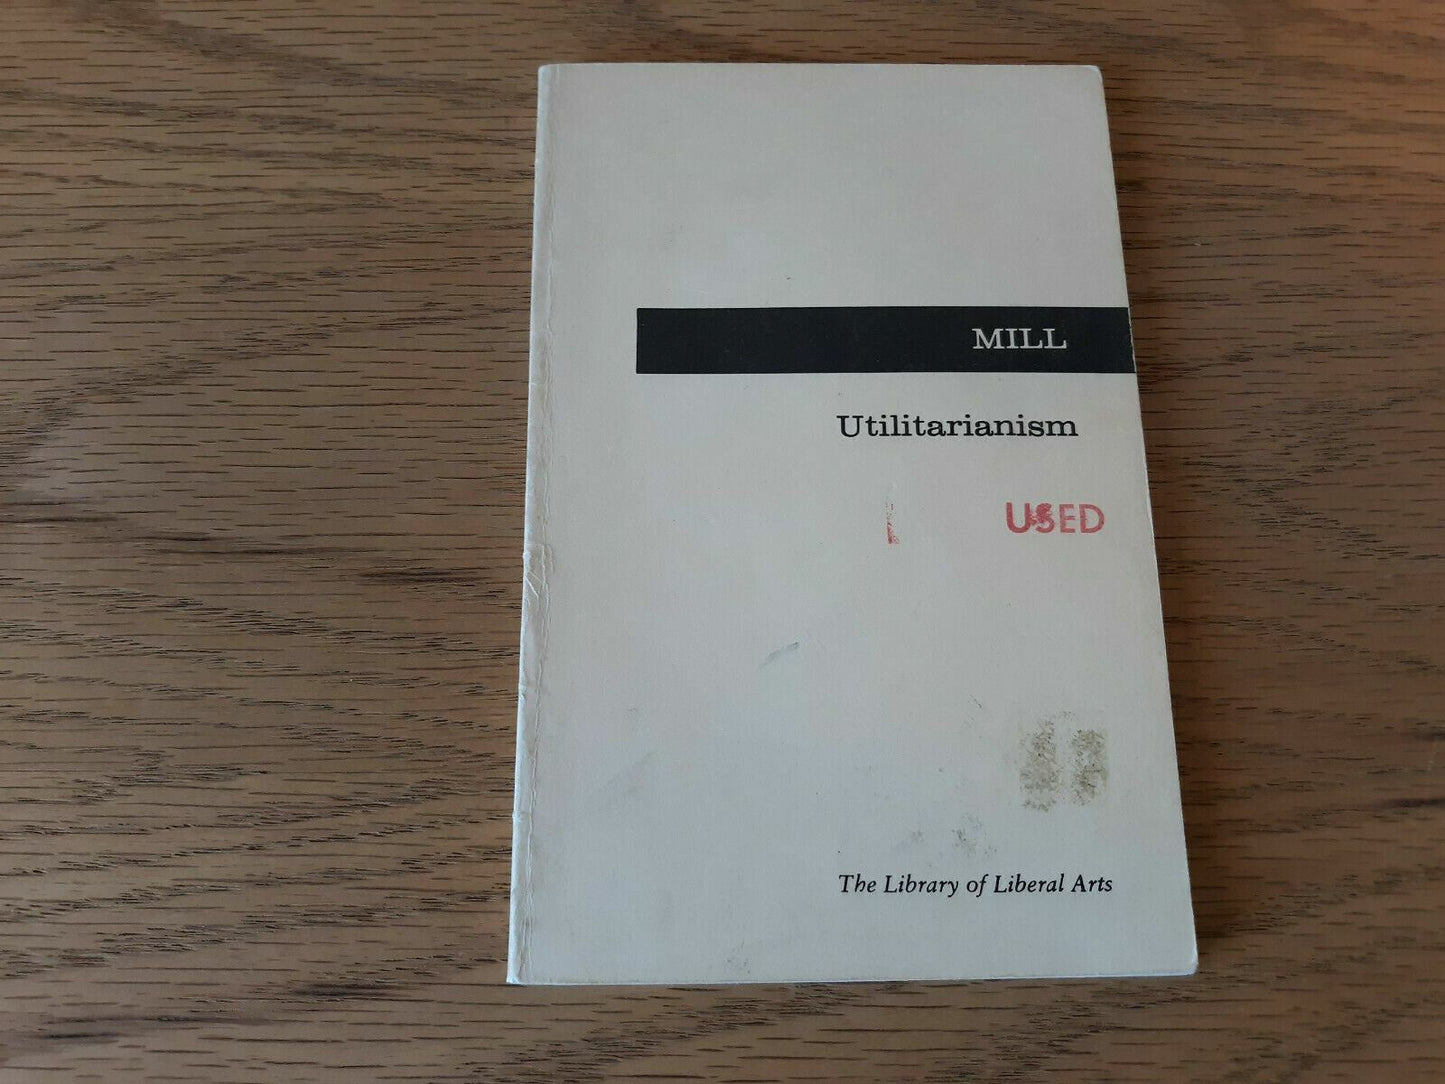 MILL
Utilitarianism
USED
The Library of Liberal Arts